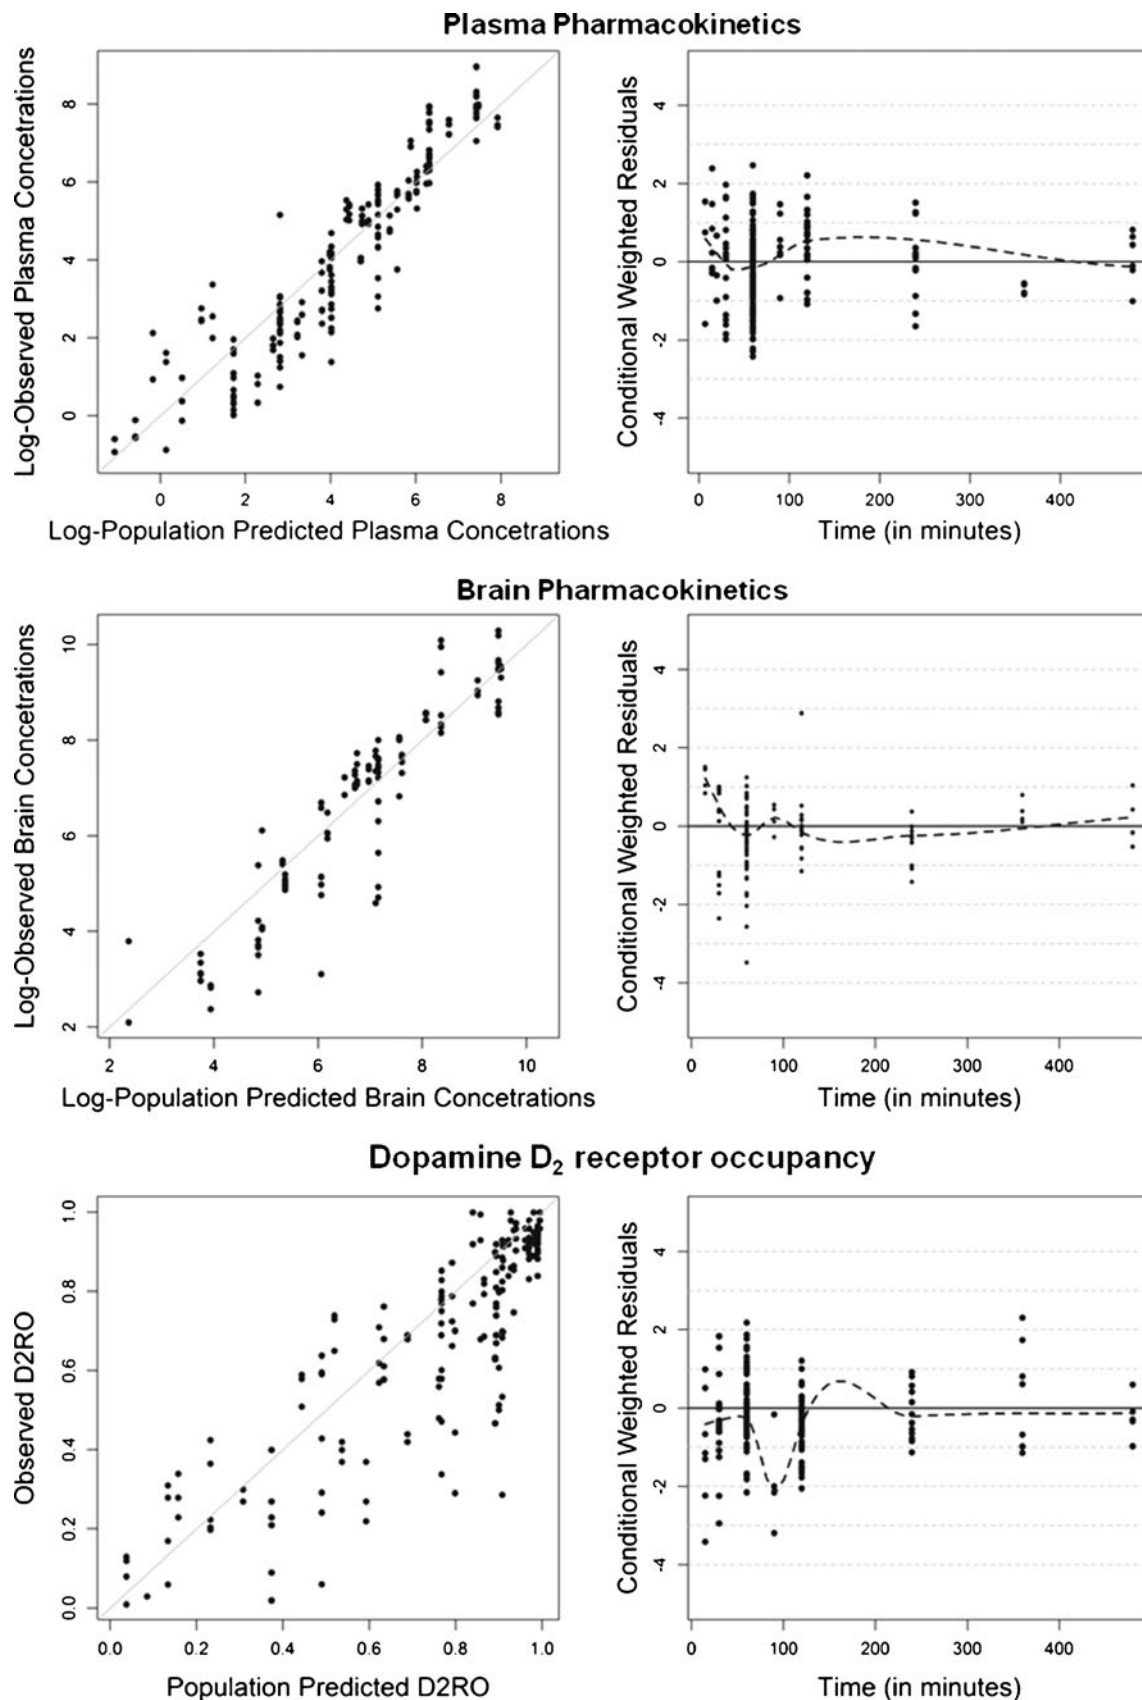 Plasma Pharmacokinetics
Log-Observed Plasma Concetrations
8
6
4
2
0
0 2 4 6 8
Log-Population Predicted Plasma Concetrations
Conditional Weighted Residuals
4
2
0
-2
-4
0 100 200 300 400
Time (in minutes)
Brain Pharmacokinetics
Log-Observed Brain Concetrations
10
8
6
4
2
2 4 6 8 10
Log-Population Predicted Brain Concetrations
Conditional Weighted Residuals
4
2
0
-2
-4
0 100 200 300 400
Time (in minutes)
Dopamine D2 receptor occupancy
Observed D2RO
1.0
0.8
0.6
0.4
0.2
0.0
0.0 0.2 0.4 0.6 0.8 1.0
Population Predicted D2RO
Conditional Weighted Residuals
4
2
0
-2
-4
0 100 200 300 400
Time (in minutes)